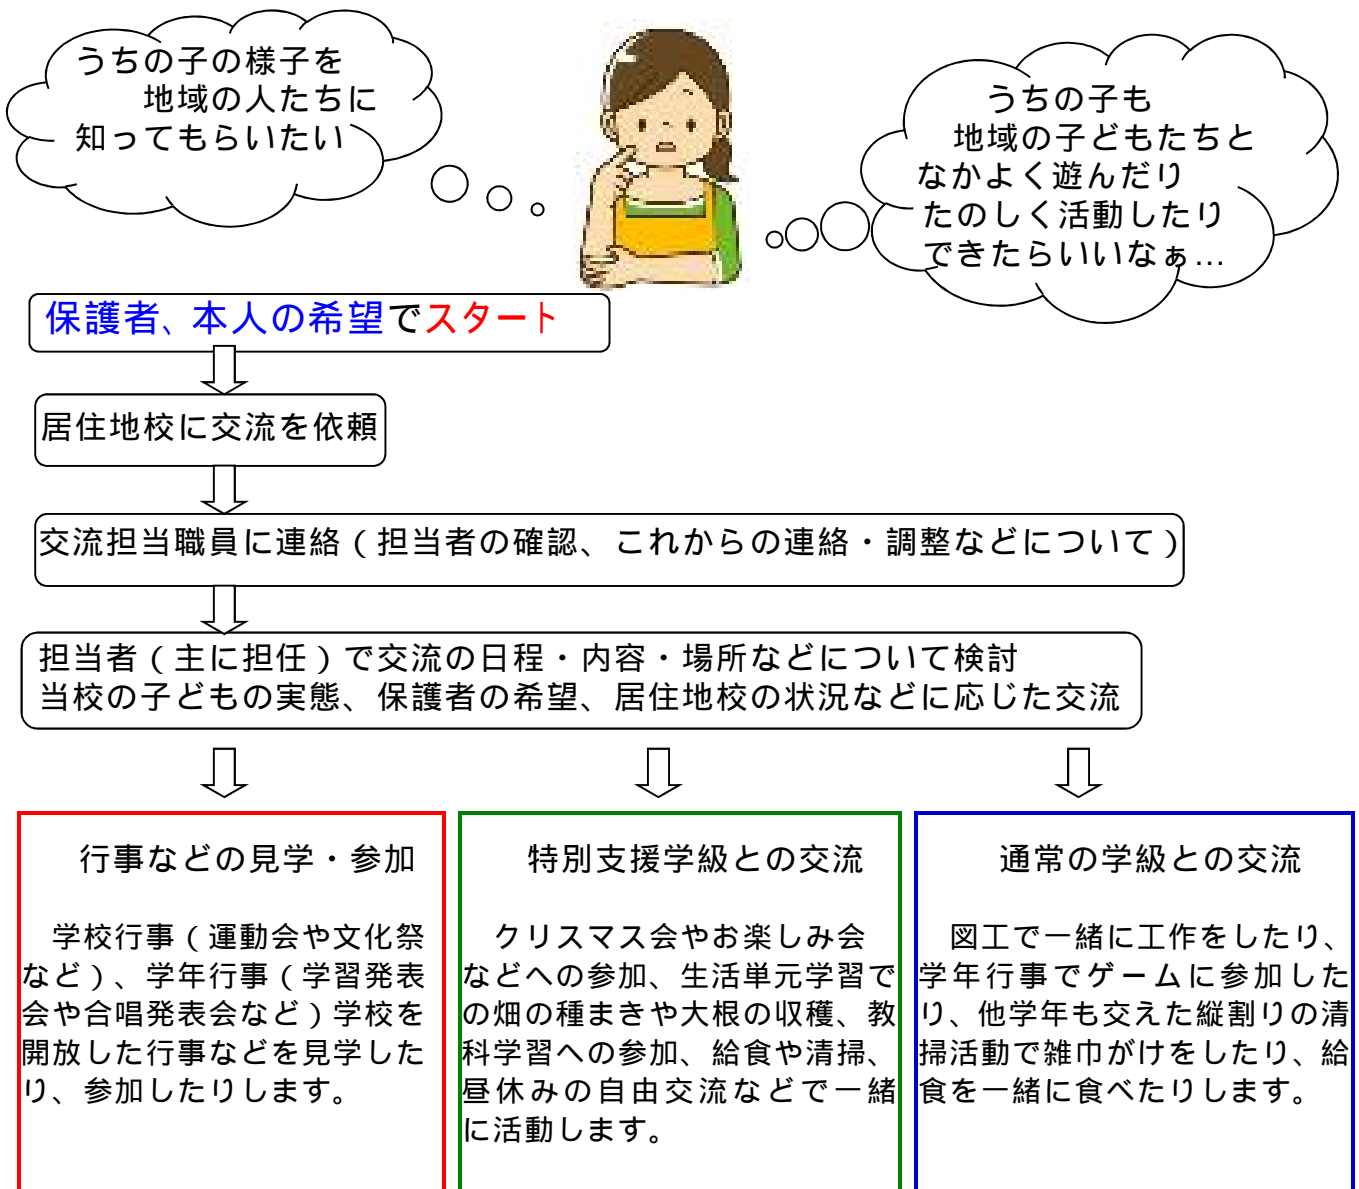 うちの子の様子を
地域の人たちに
知ってもらいたい
うちの子も
地域の子どもたちと
なかよく遊んだり
たのしく活動したり
できたらいいなぁ…
保護者、本人の希望でスタート
居住地校に交流を依頼
交流担当職員に連絡（担当者の確認、これからの連絡・調整などについて）
担当者（主に担任）で交流の日程・内容・場所などについて検討
当校の子どもの実態、保護者の希望、居住地校の状況などに応じた交流
行事などの見学・参加
学校行事（運動会や文化祭
など）、学年行事（学習発表
会や合唱発表会など）学校を
開放した行事などを見学した
り、参加したりします。
特別支援学級との交流
クリスマス会やお楽しみ会
などへの参加、生活単元学習で
の畑の種まきや大根の収穫、教
科学習への参加、給食や清掃、
昼休みの自由交流などで一緒
に活動します。
通常の学級との交流
図工で一緒に工作をしたり、
学年行事でゲームに参加した
り、他学年も交えた縦割りの清
掃活動で雑巾がけをしたり、給
食を一緒に食べたりします。